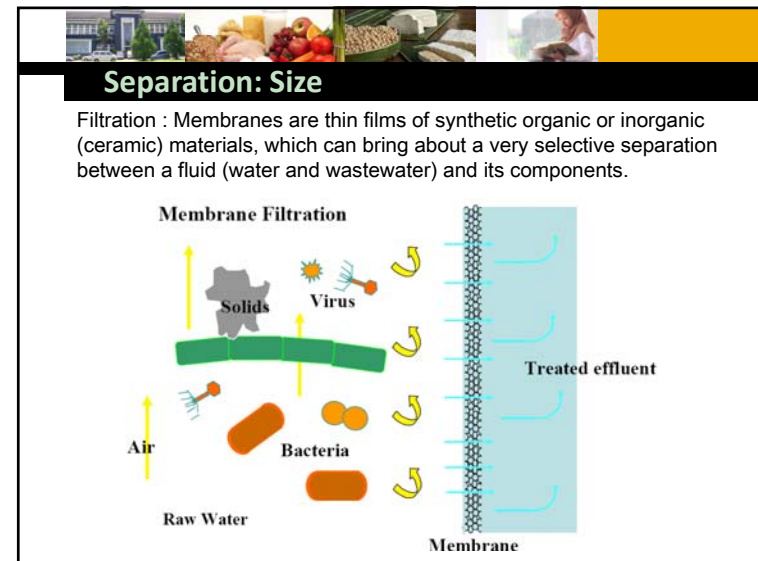 Separation: Size
Filtration : Membranes are thin films of synthetic organic or inorganic
(ceramic) materials, which can bring about a very selective separation
between a fluid (water and wastewater) and its components.
Membrane Filtration
Solids
Virus
Treated effluent
Air
Bacteria
Raw Water
Membrane